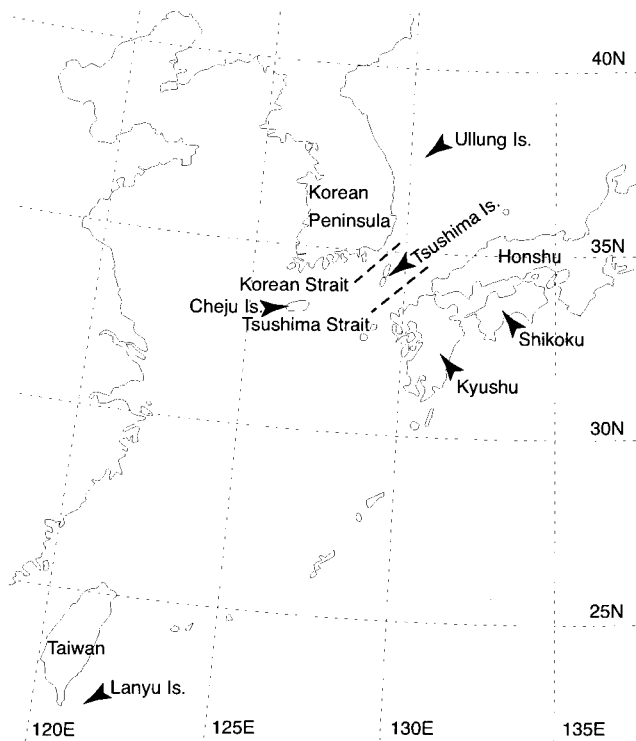 40N
Ullung Is.
Korean
Peninsula
Tsushima Is.
35N
Honshu
Korean Strait
Cheju Is.
Tsushima Strait
Shikoku
Kyushu
30N
25N
Taiwan
Lanyu Is.
120E
125E
130E
135E